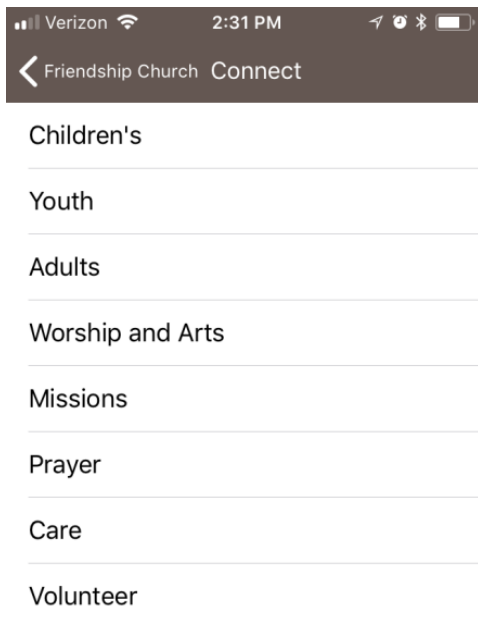 Verizon 2:31 PM
Friendship Church Connect
Children's
Youth
Adults
Worship and Arts
Missions
Prayer
Care
Volunteer